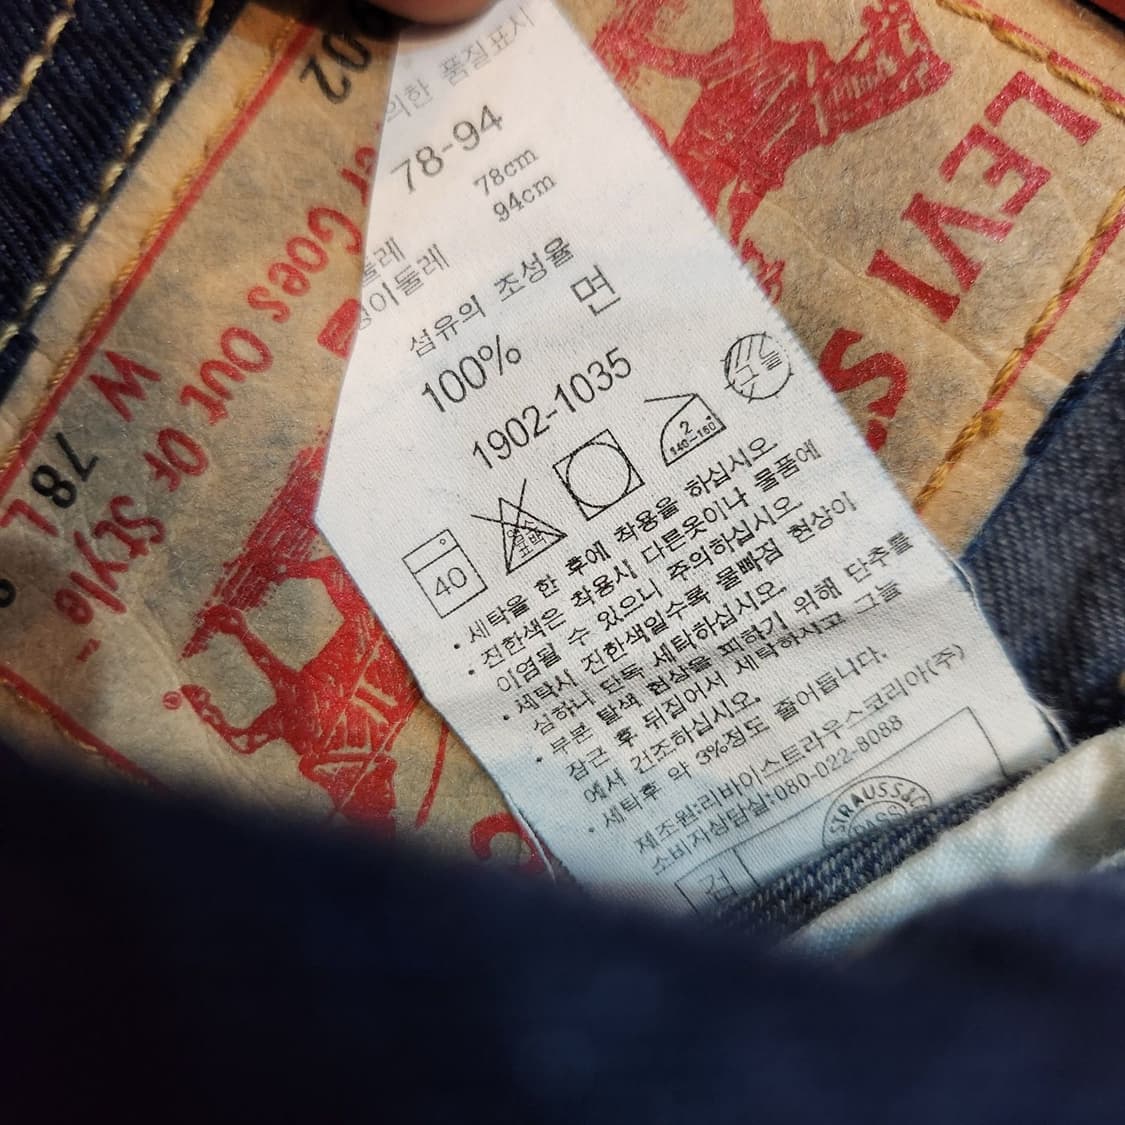 의한 품질표시
78-94
78cm
94cm
둘레
이둘레
섬유의 조성율
면
100%
1902-1035
40
염소표백
2
140~160°
그늘
• 세탁을 한 후에 착용을 하십시오
• 진한색은 착용시 다른옷이나 물품에
이염될 수 있으니 주의하십시오
• 세탁시 진한색일수록 물빠짐 현상이
심하니 단독 세탁하십시오.
• 부분 탈색 현상을 피하기 위해 단추를
잠근 후 뒤집어서 세탁하시고 그늘
에서 건조하십시오.
• 세탁후 약 3%정도 줄어듭니다.
제조원:리바이스트라우스코리아(주)
소비자상담실:080-022-8088
검
STRAUSS&C
PASS
LEVI
S
Goes Out Of Style
W 78 L
02